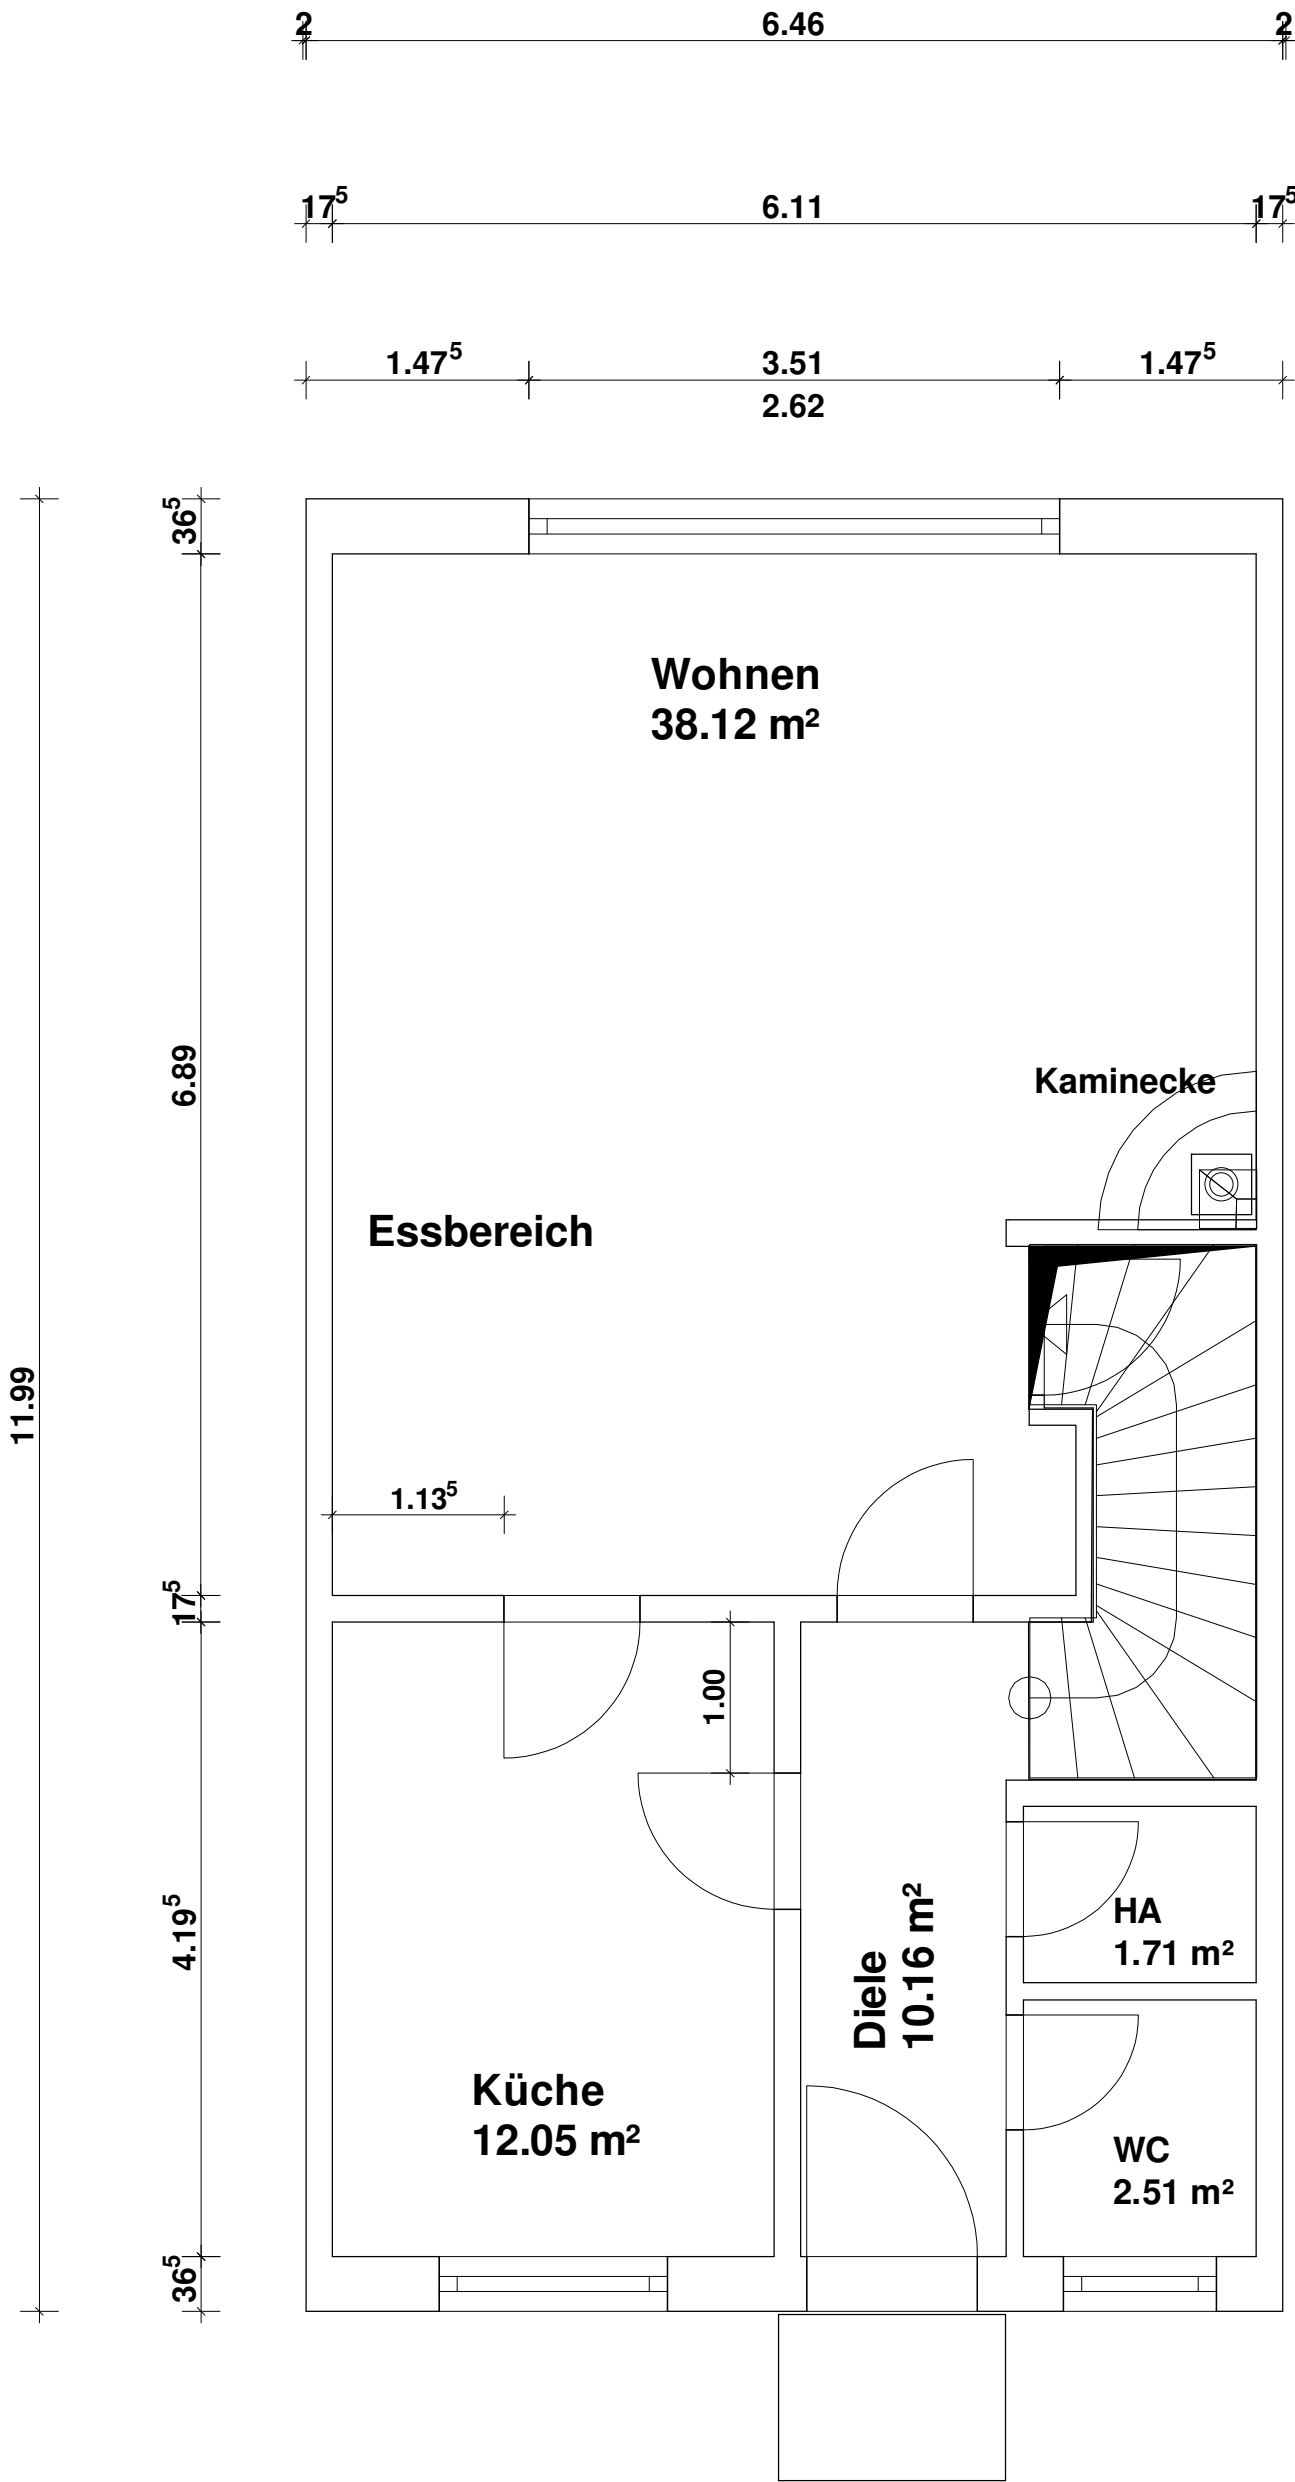 2 6.46 2
17⁵ 6.11 17⁵
1.47⁵ 3.51 1.47⁵
2.62
36⁵
Wohnen
38.12 m²
6.89
Kaminecke
Essbereich
11.99
1.13⁵
17⁵
1.00
4.19⁵
Diele
10.16 m²
HA
1.71 m²
Küche
12.05 m²
WC
2.51 m²
36⁵